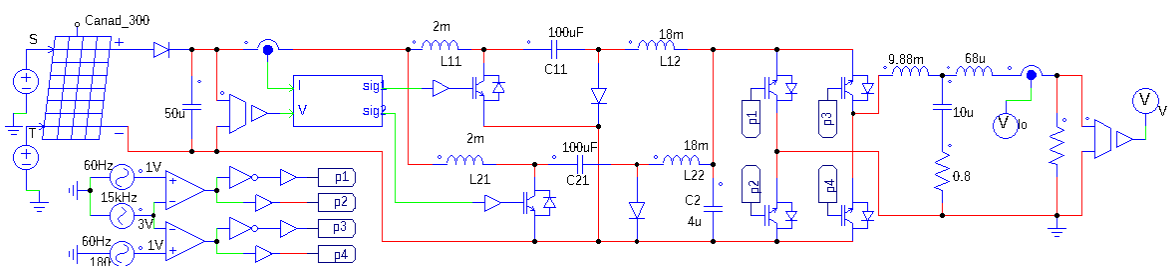 Canad_300
S
+
T
−
50u
I
V
sig1
sig2
2m
L11
100uF
C11
18m
L12
2m
L21
100uF
C21
18m
L22
C2
4u
p1
p3
p2
p4
9.88m
68u
10u
0.8
V
Io
V
V
60Hz
1V
15kHz
3V
60Hz
1V
180
+
−
−
+
p1
p2
p3
p4